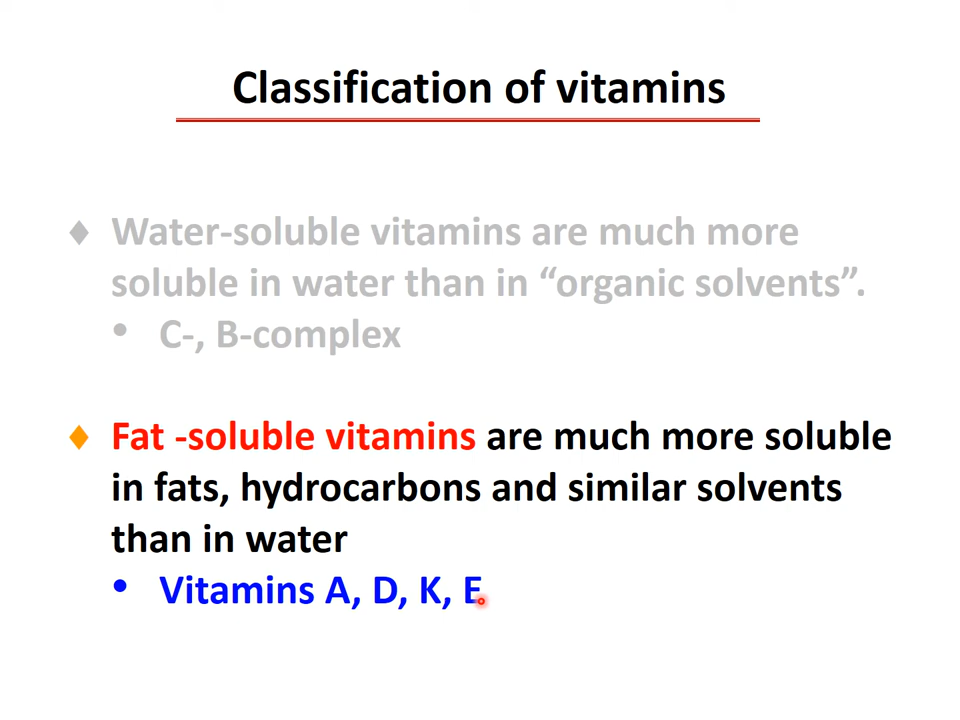 Classification of vitamins
♦ Water-soluble vitamins are much more
soluble in water than in “organic solvents”.
• C-, B-complex
♦ Fat -soluble vitamins are much more soluble
in fats, hydrocarbons and similar solvents
than in water
• Vitamins A, D, K, E